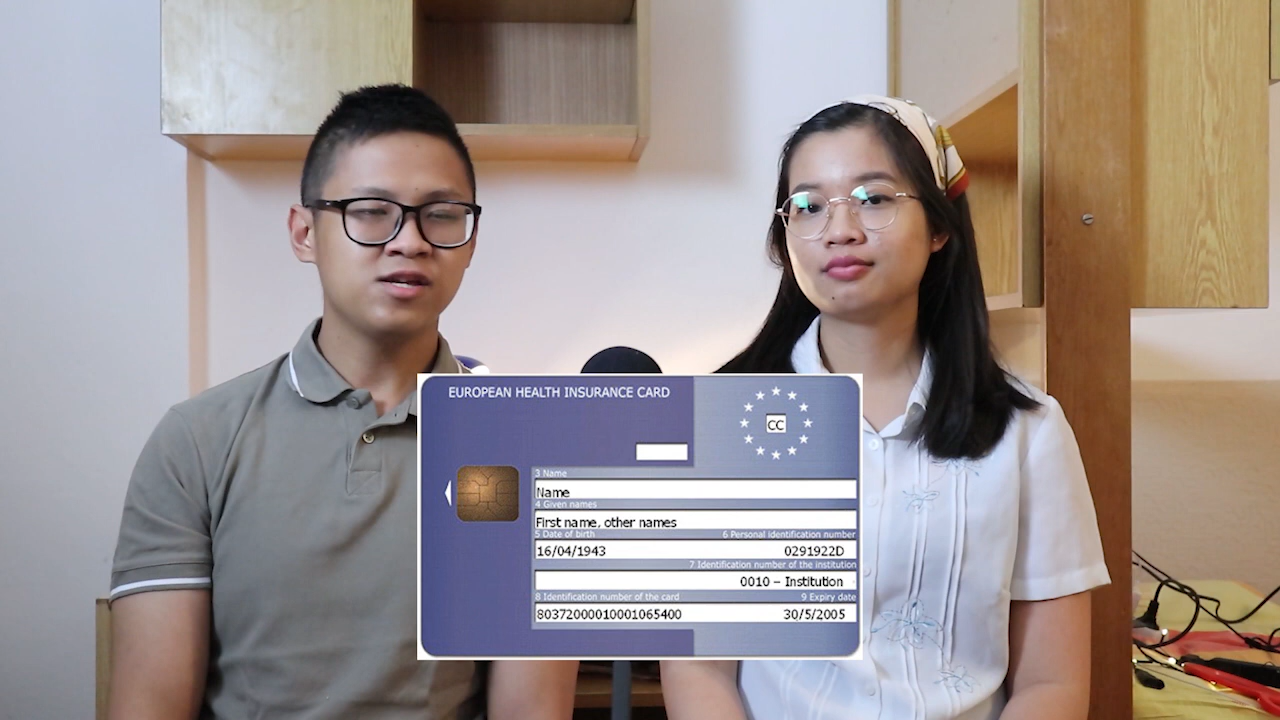 EUROPEAN HEALTH INSURANCE CARD
CC
3 Name
Name
4 Given names
First name, other names
5 Date of birth 6 Personal identification number
16/04/1943 0291922D
7 Identification number of the institution
0010 – Institution
8 Identification number of the card 9 Expiry date
80372000010001065400 30/5/2005